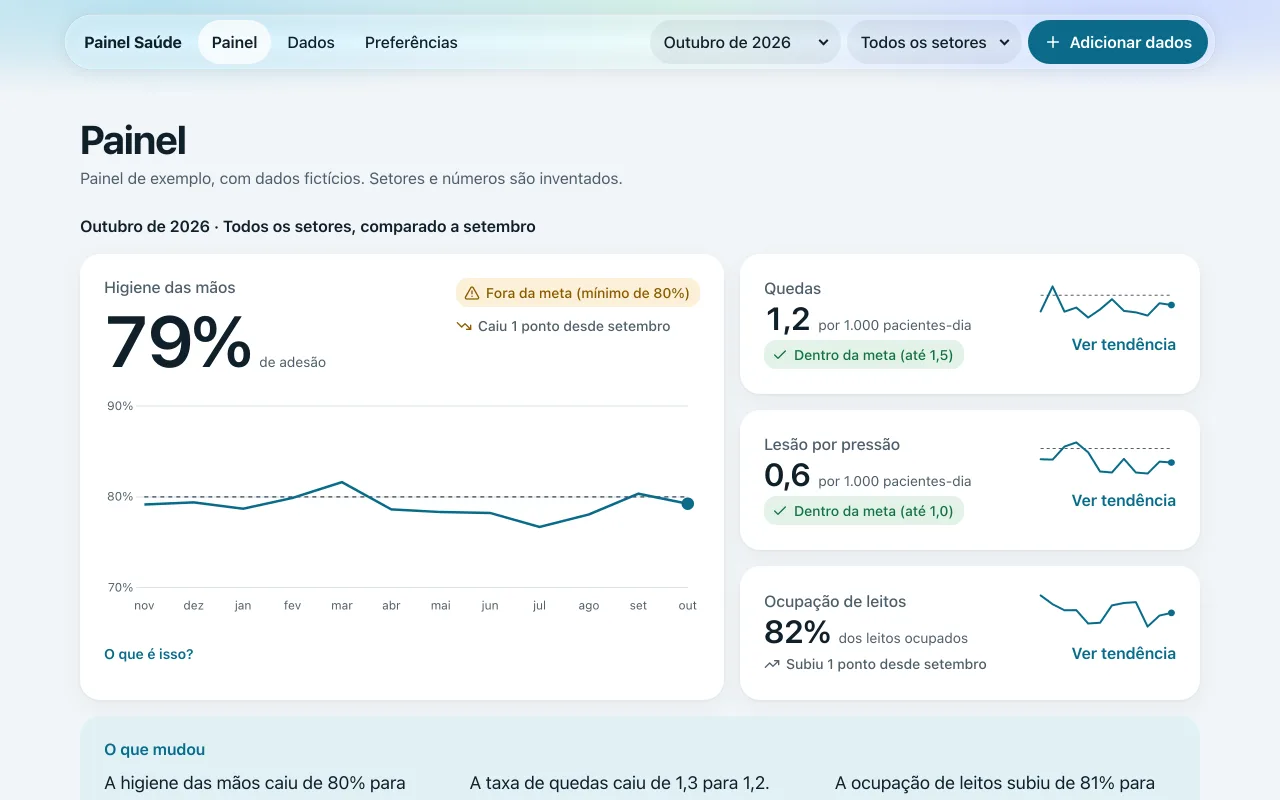 Painel Saúde
Painel
Dados
Preferências
Outubro de 2026
Todos os setores
Adicionar dados
Painel
Painel de exemplo, com dados fictícios. Setores e números são inventados.
Outubro de 2026 · Todos os setores, comparado a setembro
Higiene das mãos
79% de adesão
Fora da meta (mínimo de 80%)
Caiu 1 ponto desde setembro
90%
80%
70%
nov dez jan fev mar abr mai jun jul ago set out
O que é isso?
Quedas
1,2 por 1.000 pacientes-dia
Dentro da meta (até 1,5)
Ver tendência
Lesão por pressão
0,6 por 1.000 pacientes-dia
Dentro da meta (até 1,0)
Ver tendência
Ocupação de leitos
82% dos leitos ocupados
Subiu 1 ponto desde setembro
Ver tendência
O que mudou
A higiene das mãos caiu de 80% para
A taxa de quedas caiu de 1,3 para 1,2.
A ocupação de leitos subiu de 81% para